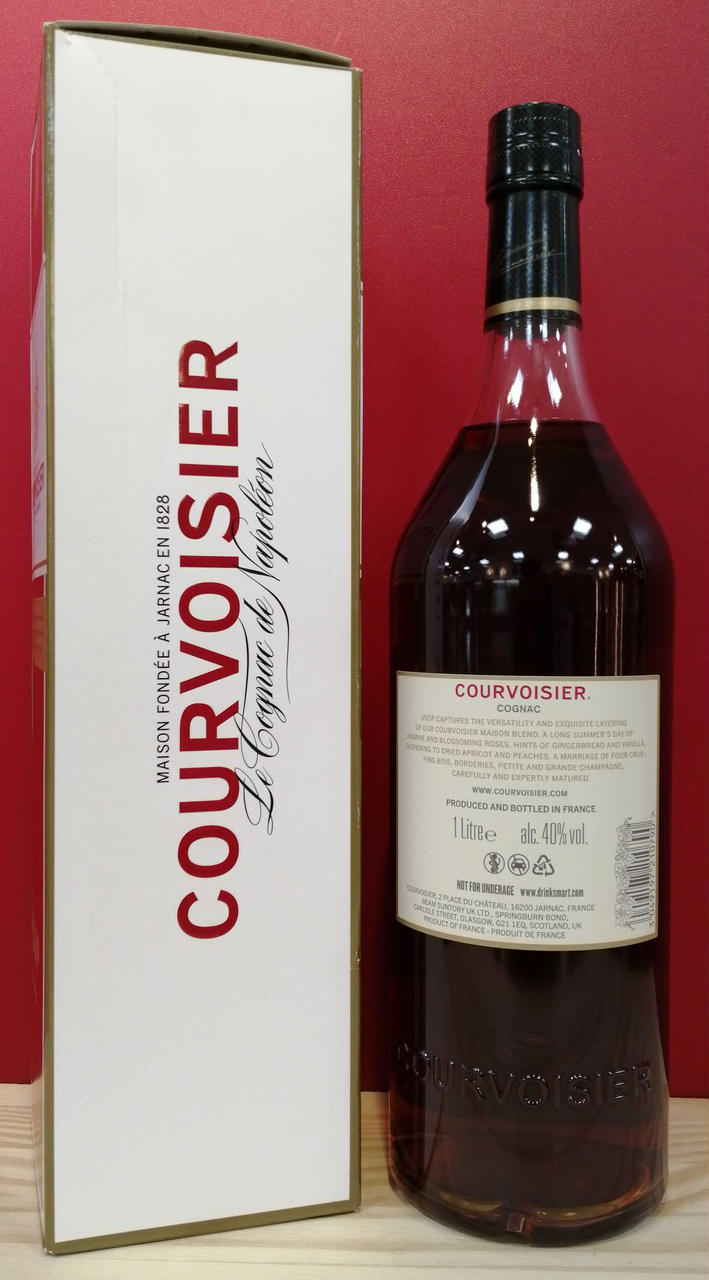 MAISON FONDÉE À JARNAC EN 1828
COURVOISIER
Le Cognac de Napoléon
COURVOISIER
COGNAC
VSOP CAPTURES THE VERSATILITY AND EXQUISITE LAYERING
OF OUR COURVOISIER MAISON BLEND. A LONG SUMMER'S DAY OF
JASMINE AND BLOSSOMING ROSES, HINTS OF GINGERBREAD AND VANILLA,
DEEPENING TO DRIED APRICOT AND PEACHES. A MARRIAGE OF FOUR CRUS -
FINS BOIS, BORDERIES, PETITE AND GRANDE CHAMPAGNE,
CAREFULLY AND EXPERTLY MATURED.
WWW.COURVOISIER.COM
PRODUCED AND BOTTLED IN FRANCE
1 Litre e alc. 40% vol.
NOT FOR UNDERAGE www.drinksmart.com
COURVOISIER, 2 PLACE DU CHÂTEAU, 16200 JARNAC, FRANCE
BEAM SUNTORY UK LTD., SPRINGBURN BOND,
CARLISLE STREET, GLASGOW, G21 1EQ, SCOTLAND, UK
PRODUCT OF FRANCE - PRODUIT DE FRANCE
COURVOISIER